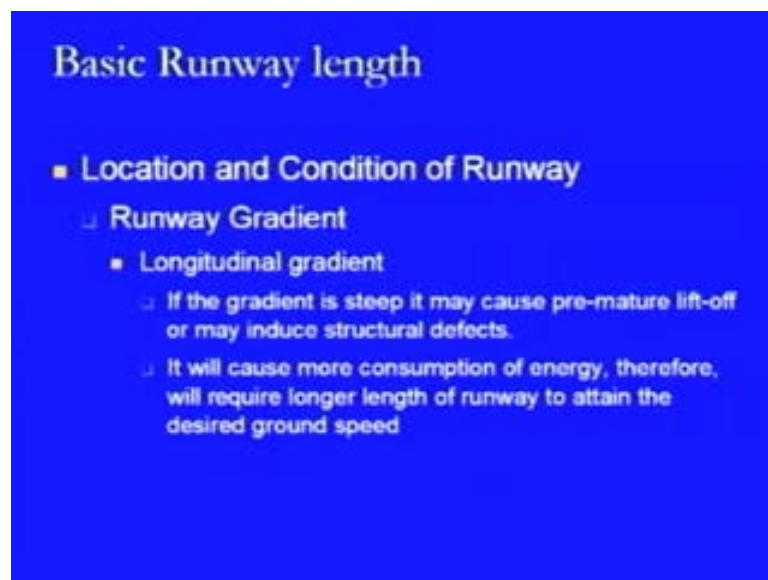 Basic Runway length
Location and Condition of Runway
Runway Gradient
Longitudinal gradient
If the gradient is steep it may cause pre-mature lift-off
or may induce structural defects.
It will cause more consumption of energy, therefore,
will require longer length of runway to attain the
desired ground speed